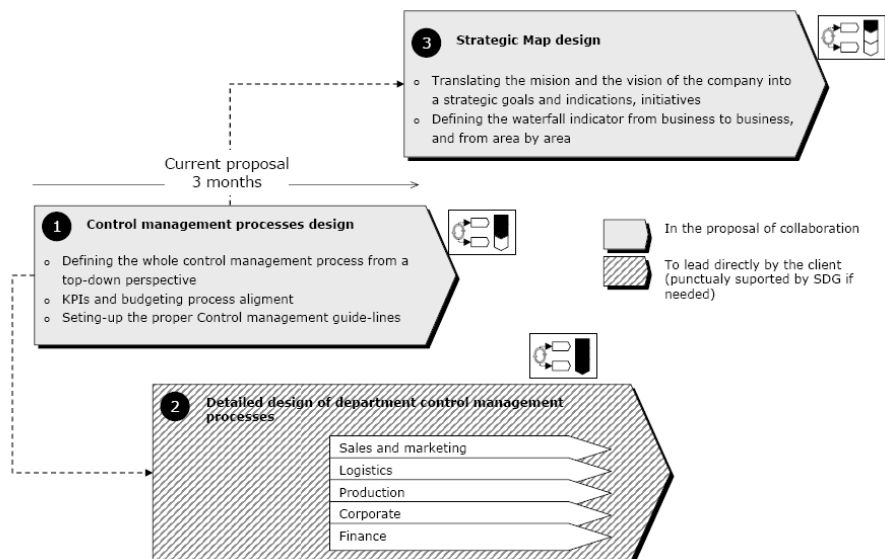 3 Strategic Map design
Translating the mision and the vision of the company into
a strategic goals and indications, initiatives
Defining the waterfall indicator from business to business,
and from area by area
Current proposal
3 months
1 Control management processes design
Defining the whole control management process from a
top-down perspective
KPIs and budgeting process aligment
Seting-up the proper Control management guide-lines
In the proposal of collaboration
To lead directly by the client
(punctualy suported by SDG if
needed)
2 Detailed design of department control management
processes
Sales and marketing
Logistics
Production
Corporate
Finance